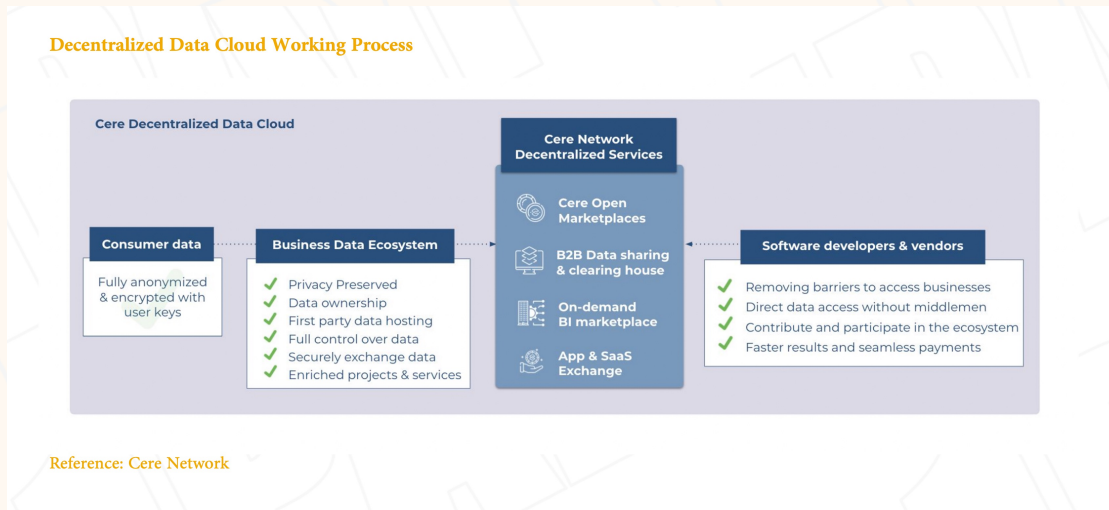 Decentralized Data Cloud Working Process
Cere Decentralized Data Cloud
Consumer data
Fully anonymized
& encrypted with
user keys
Business Data Ecosystem
Privacy Preserved
Data ownership
First party data hosting
Full control over data
Securely exchange data
Enriched projects & services
Cere Network
Decentralized Services
Cere Open
Marketplaces
B2B Data sharing
& clearing house
On-demand
BI marketplace
App & SaaS
Exchange
Software developers & vendors
Removing barriers to access businesses
Direct data access without middlemen
Contribute and participate in the ecosystem
Faster results and seamless payments
Reference: Cere Network